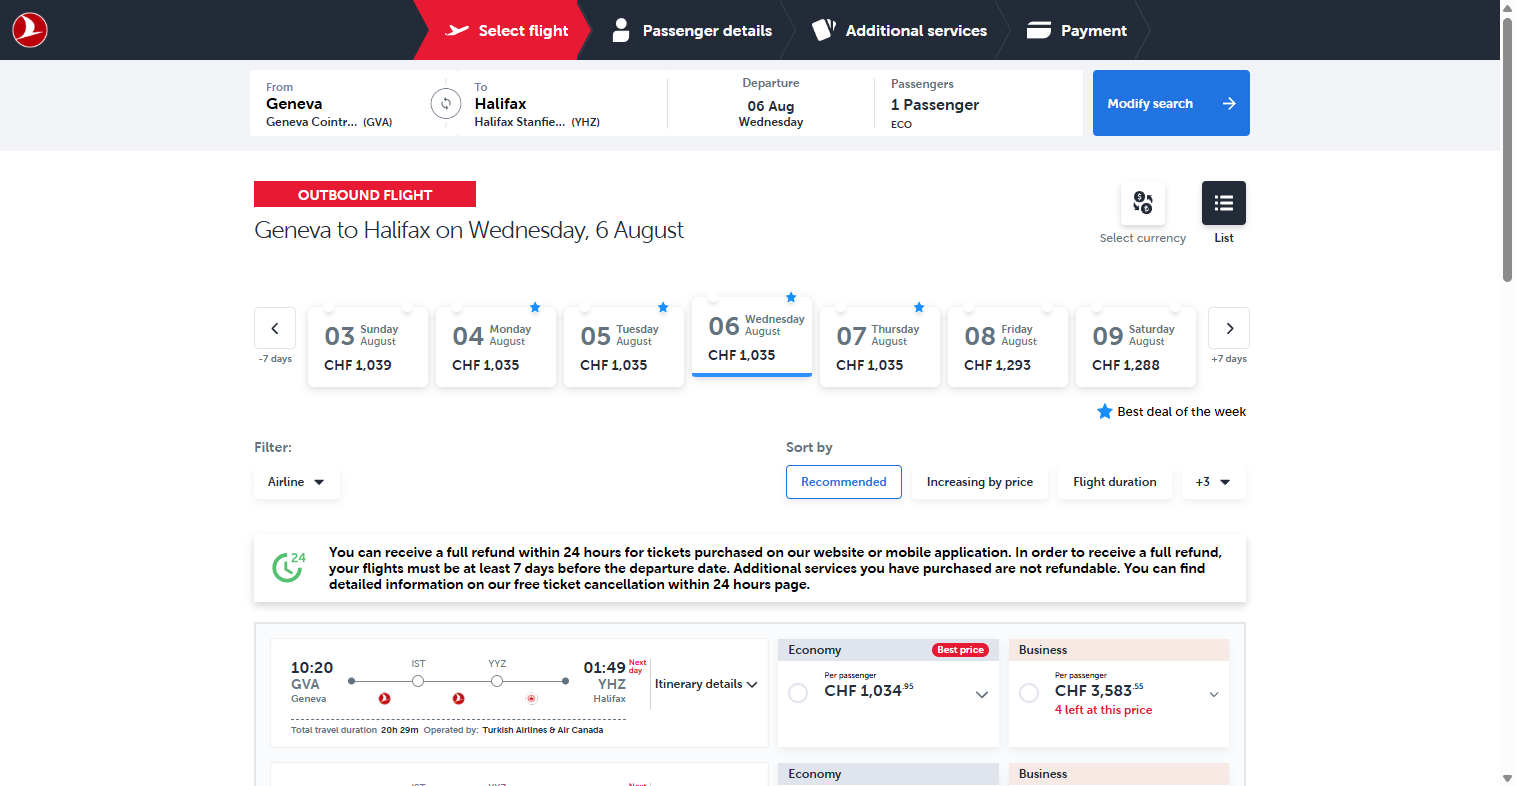 Select flight
Passenger details
Additional services
Payment
From
Geneva
Geneva Cointr... (GVA)
To
Halifax
Halifax Stanfie... (YHZ)
Departure
06 Aug
Wednesday
Passengers
1 Passenger
ECO
Modify search
OUTBOUND FLIGHT
Geneva to Halifax on Wednesday, 6 August
Select currency
List
-7 days
03 Sunday August
CHF 1,039
04 Monday August
CHF 1,035
05 Tuesday August
CHF 1,035
06 Wednesday August
CHF 1,035
07 Thursday August
CHF 1,035
08 Friday August
CHF 1,293
09 Saturday August
CHF 1,288
+7 days
Best deal of the week
Filter:
Airline
Sort by
Recommended
Increasing by price
Flight duration
+3
24
You can receive a full refund within 24 hours for tickets purchased on our website or mobile application. In order to receive a full refund,
your flights must be at least 7 days before the departure date. Additional services you have purchased are not refundable. You can find
detailed information on our free ticket cancellation within 24 hours page.
10:20
GVA
Geneva
IST
YYZ
01:49 Next day
YHZ
Halifax
Itinerary details
Total travel duration 20h 29m Operated by: Turkish Airlines & Air Canada
Economy
Best price
Per passenger
CHF 1,034.95
Business
Per passenger
CHF 3,583.55
4 left at this price
Economy
Business